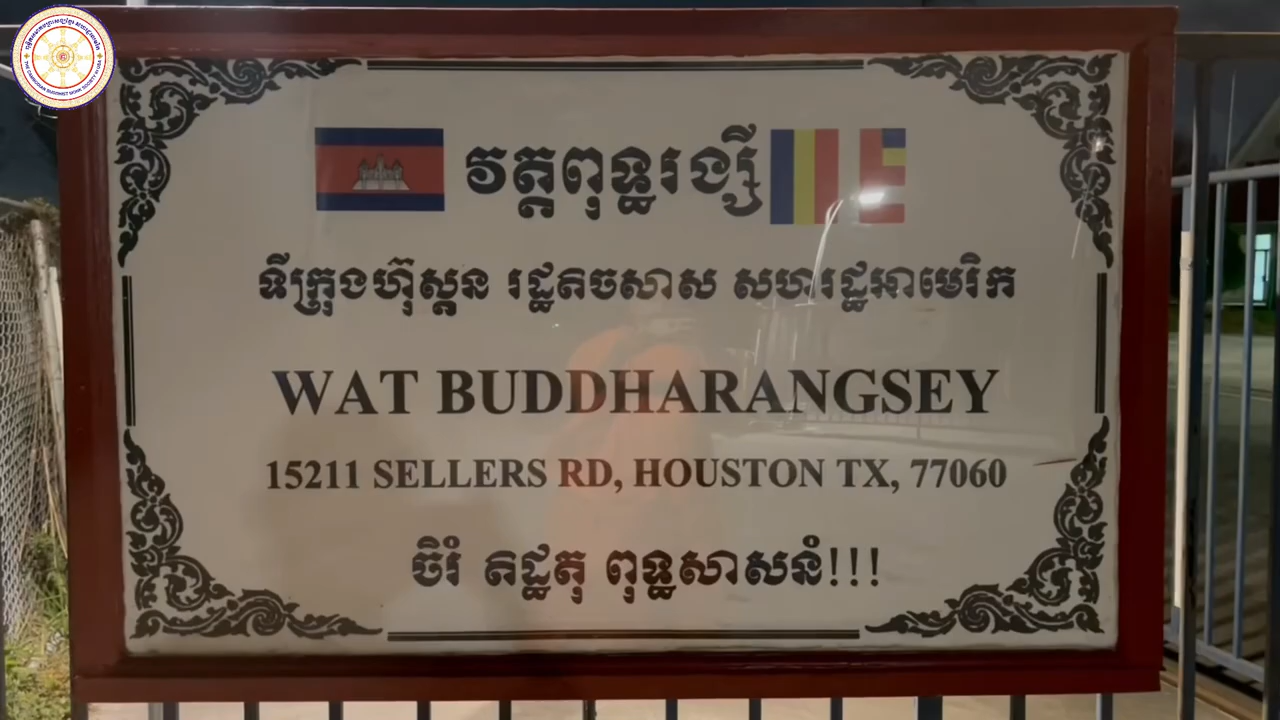 វត្តពុទ្ធរង្សី
ទីក្រុងហ៊ុស្តន រដ្ឋតិចសាស សហរដ្ឋអាមេរិក
WAT BUDDHARANGSEY
15211 SELLERS RD, HOUSTON TX, 77060
ចិរំ តិដ្ឋតុ ពុទ្ធសាសនំ!!!